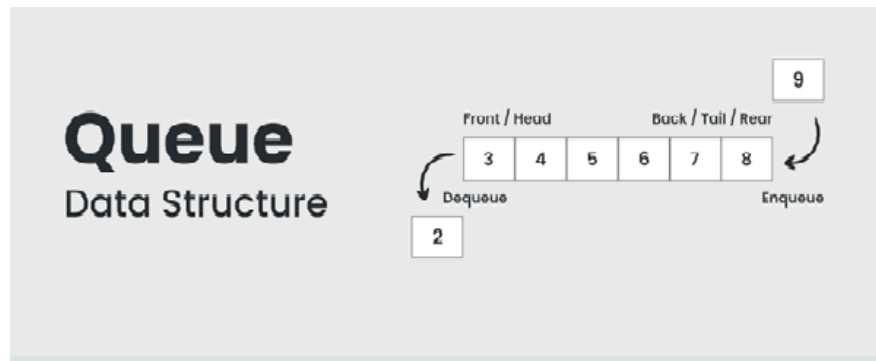 Queue
Data Structure
9
Front / Head
Back / Tail / Rear
3 4 5 6 7 8
Dequeue
Enqueue
2